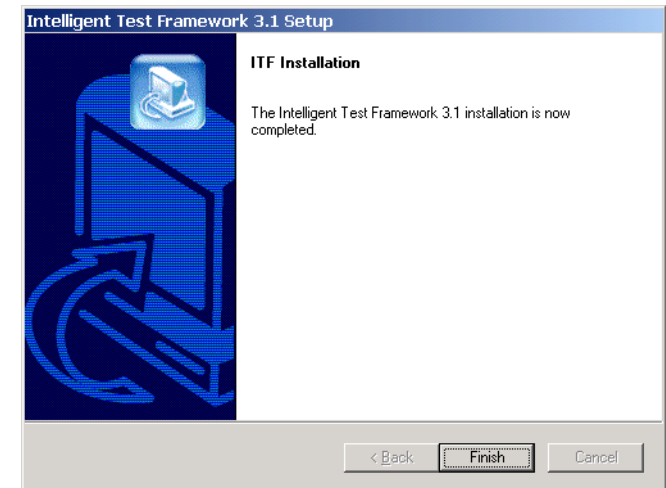 Intelligent Test Framework 3.1 Setup
ITF Installation
The Intelligent Test Framework 3.1 installation is now
completed.
< Back Finish Cancel